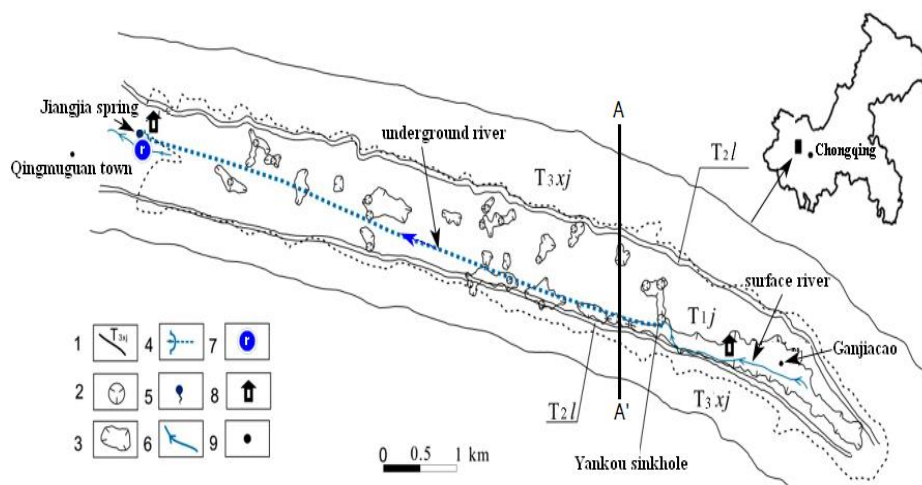 A
Jiangjia spring
underground river
T₂l
Chongqing
r
Qingmuguan town
T₃xj
surface river
T₁j
Ganjiacao
1 T₃ₓⱼ 4 7 r
2 5 8
3 6 9
T₂l
A'
T₃xj
0 0.5 1 km
Yankou sinkhole